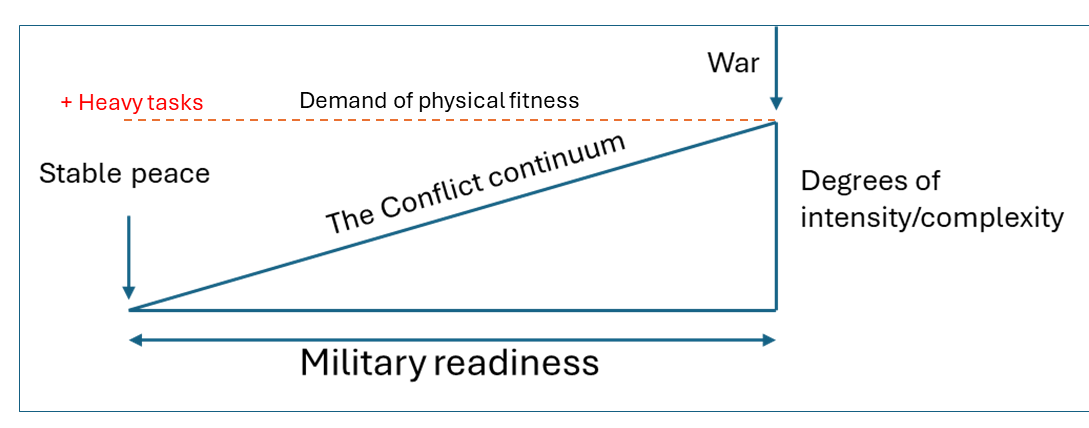 War
+ Heavy tasks
Demand of physical fitness
Stable peace
The Conflict continuum
Degrees of
intensity/complexity
Military readiness